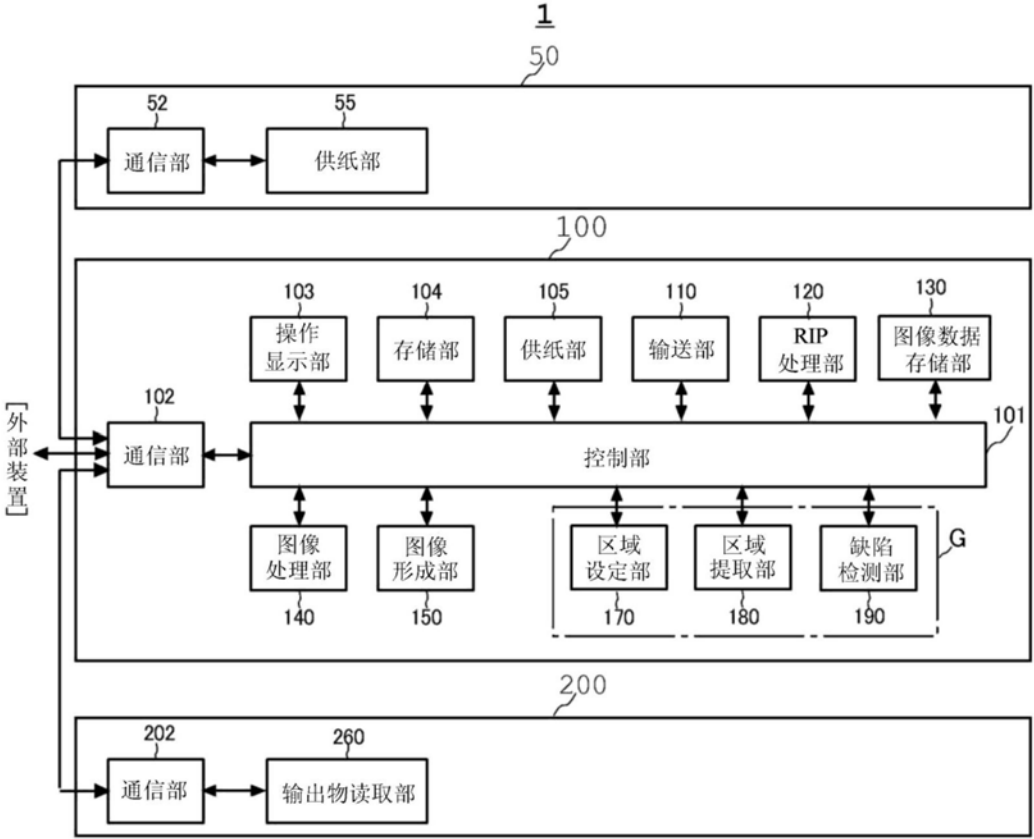 1
50
52
55
通信部
供纸部
100
103
104
105
110
120
130
操作
显示部
存储部
供纸部
输送部
RIP
处理部
图像数据
存储部
[外部装置]
102
通信部
101
控制部
G
图像
处理部
图像
形成部
区域
设定部
区域
提取部
缺陷
检测部
140
150
170
180
190
200
202
260
通信部
输出物读取部